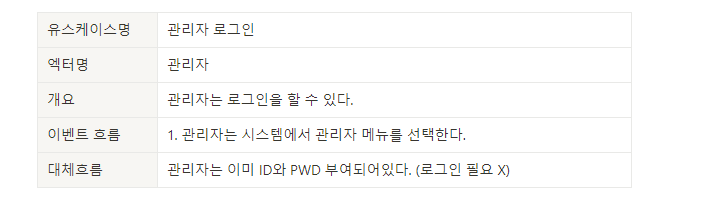 유스케이스명 관리자 로그인
엑터명 관리자
개요 관리자는 로그인을 할 수 있다.
이벤트 흐름 1. 관리자는 시스템에서 관리자 메뉴를 선택한다.
대체흐름 관리자는 이미 ID와 PWD 부여되어있다. (로그인 필요 X)